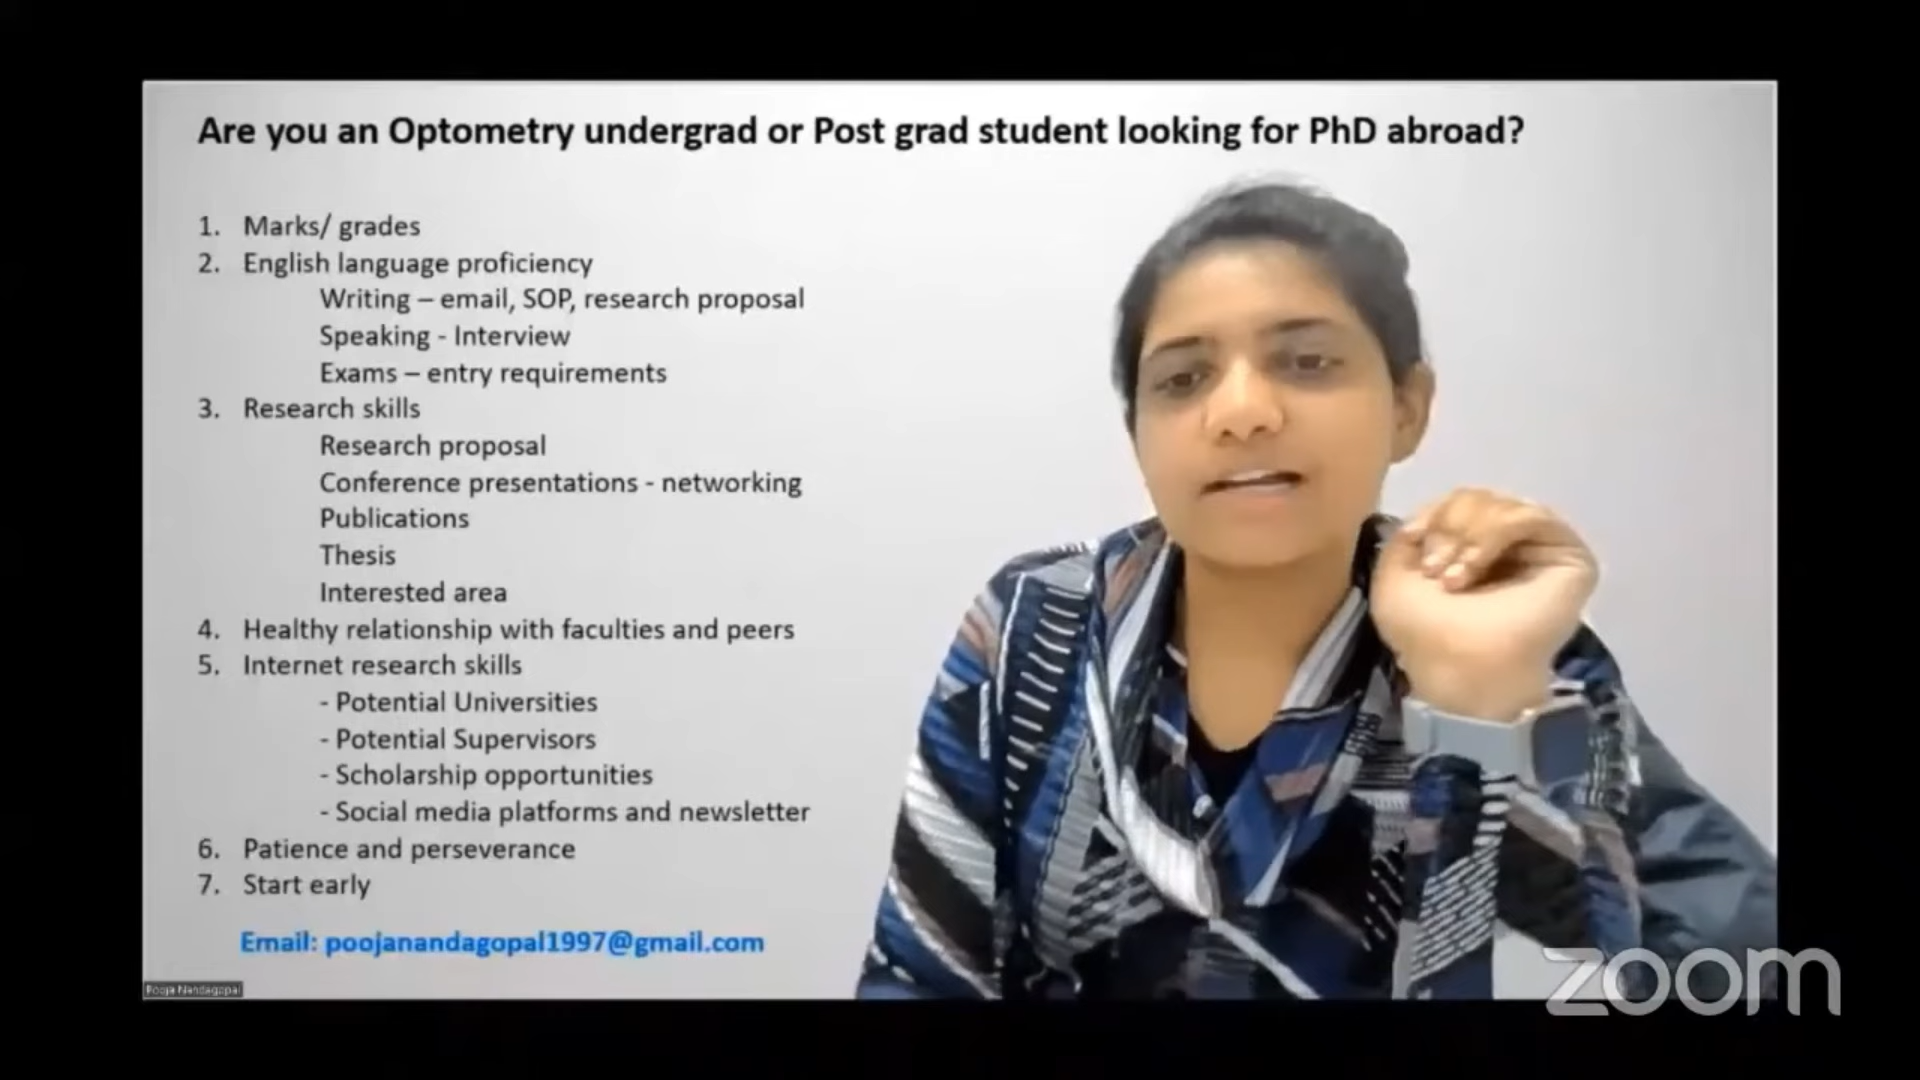 Are you an Optometry undergrad or Post grad student looking for PhD abroad?
1. Marks/ grades
2. English language proficiency
Writing – email, SOP, research proposal
Speaking - Interview
Exams – entry requirements
3. Research skills
Research proposal
Conference presentations - networking
Publications
Thesis
Interested area
4. Healthy relationship with faculties and peers
5. Internet research skills
- Potential Universities
- Potential Supervisors
- Scholarship opportunities
- Social media platforms and newsletter
6. Patience and perseverance
7. Start early
Email: poojanandagopal1997@gmail.com
Pooja Nandagopal
zoom